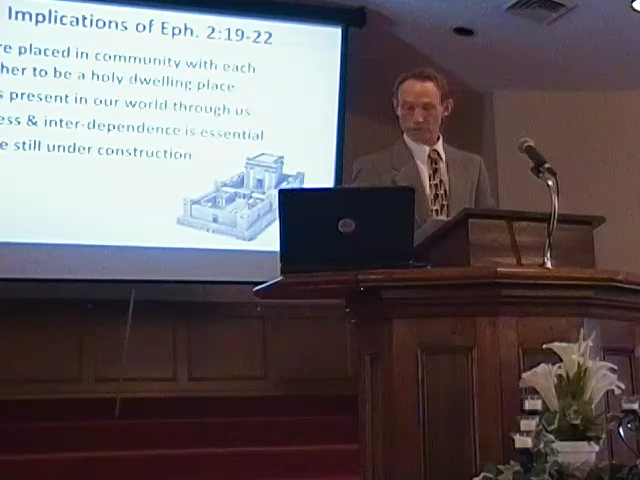 Implications of Eph. 2:19-22
re placed in community with each
her to be a holy dwelling place
s present in our world through us
ess & inter-dependence is essential
e still under construction